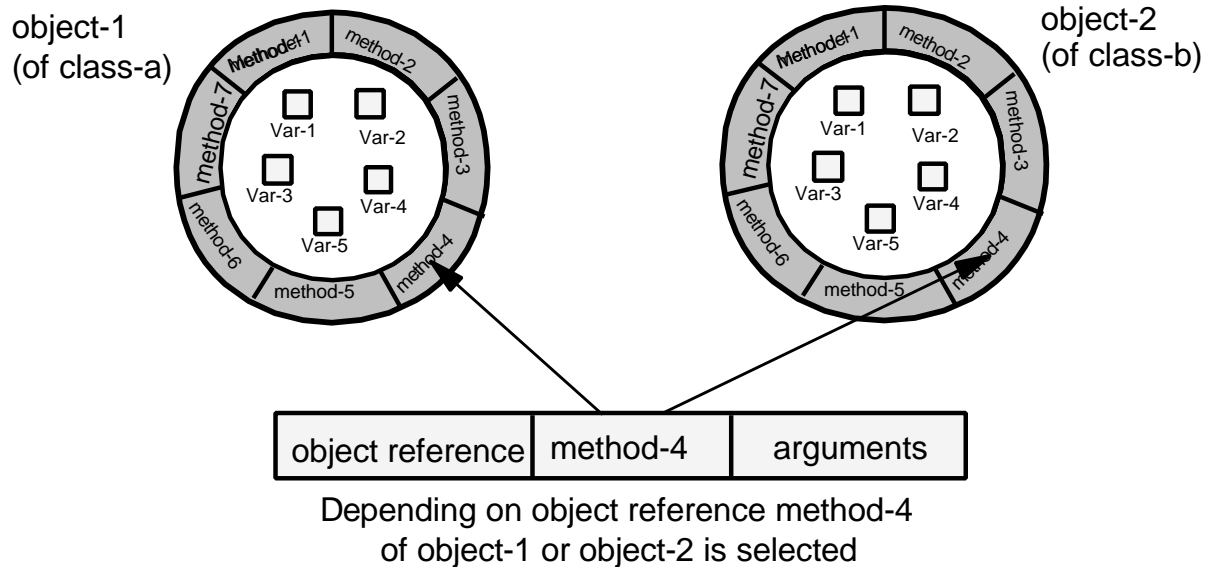 object-1
(of class-a)
method-2
method-3
method-4
method-5
method-6
method-7
Var-1
Var-2
Var-3
Var-4
Var-5
object-2
(of class-b)
method-2
method-3
method-4
method-5
method-6
method-7
Var-1
Var-2
Var-3
Var-4
Var-5
object reference
method-4
arguments
Depending on object reference method-4
of object-1 or object-2 is selected